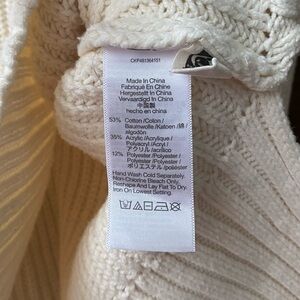 CKP4B1364151
Made In China
Fabriqué En Chine
Hergestellt In China
Vervaardigd In China
中国製
hecho en china
53% Cotton /Coton /
Baumwolle /Katoen / 綿 /
algodón
35% Acrylic /Acrylique /
Polyacryl /Acryl /
アクリル /acrílico
12% Polyester /Polyester /
Polyester /Polyester /
ポリエステル /poliéster
Hand Wash Cold Separately.
Non-Chlorine Bleach Only.
Reshape And Lay Flat To Dry.
Iron On Lowest Setting.